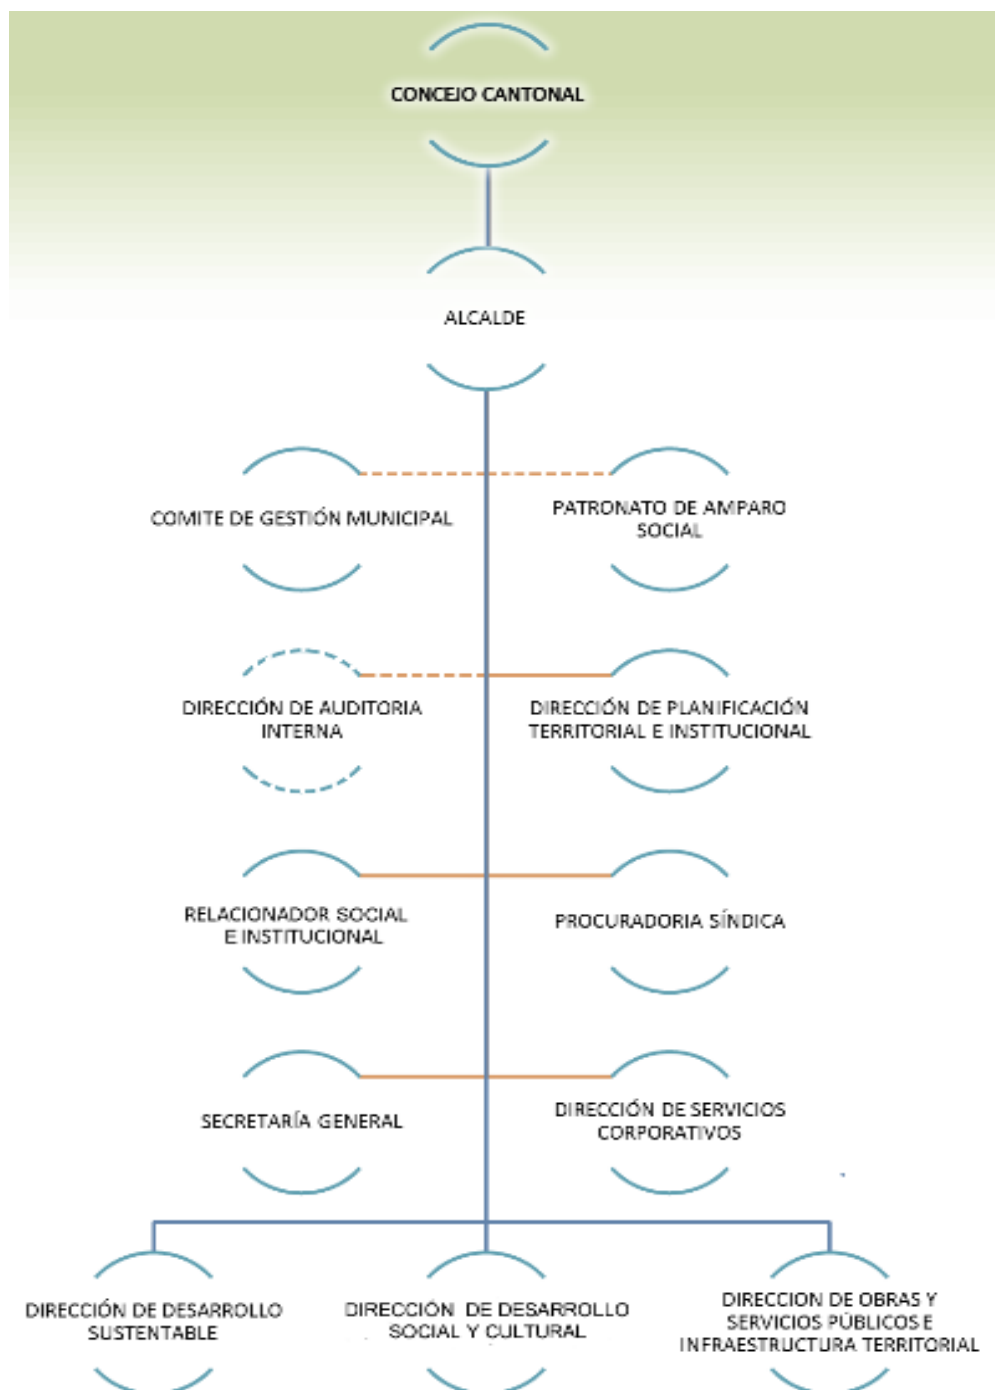 CONCEJO CANTONAL
ALCALDE
COMITE DE GESTIÓN MUNICIPAL
PATRONATO DE AMPARO
SOCIAL
DIRECCIÓN DE AUDITORIA
INTERNA
DIRECCIÓN DE PLANIFICACIÓN
TERRITORIAL E INSTITUCIONAL
RELACIONADOR SOCIAL
E INSTITUCIONAL
PROCURADORIA SÍNDICA
SECRETARÍA GENERAL
DIRECCIÓN DE SERVICIOS
CORPORATIVOS
DIRECCIÓN DE DESARROLLO
SUSTENTABLE
DIRECCIÓN DE DESARROLLO
SOCIAL Y CULTURAL
DIRECCION DE OBRAS Y
SERVICIOS PÚBLICOS E
INFRAESTRUCTURA TERRITORIAL